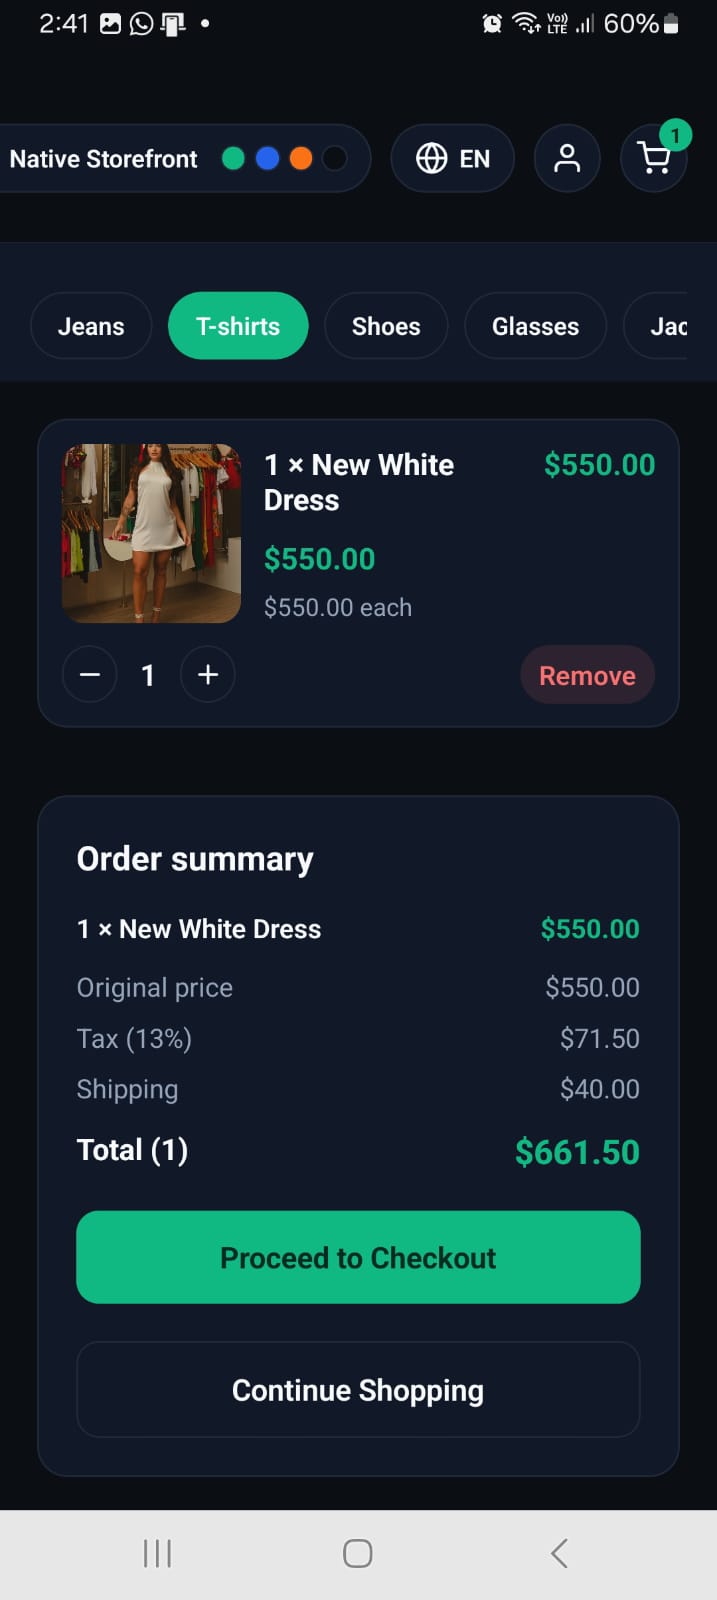 2:41
Vo)) LTE
60%
Native Storefront
EN
1
Jeans
T-shirts
Shoes
Glasses
Jac
1 × New White
Dress
$550.00
$550.00
$550.00 each
1
Remove
Order summary
1 × New White Dress
$550.00
Original price
$550.00
Tax (13%)
$71.50
Shipping
$40.00
Total (1)
$661.50
Proceed to Checkout
Continue Shopping